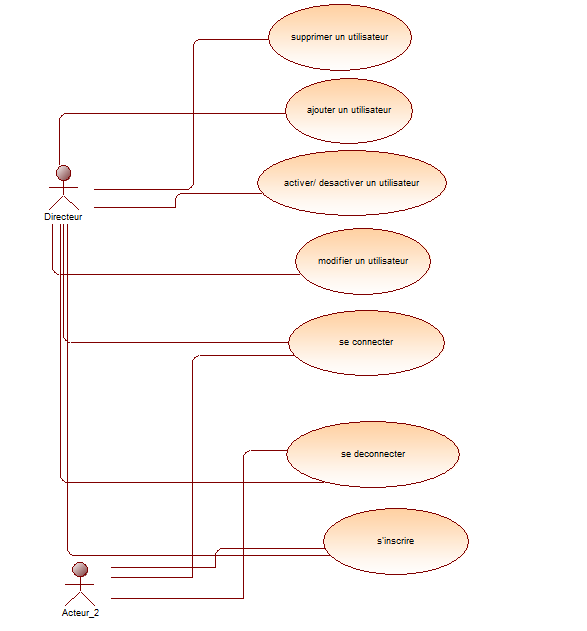 supprimer un utilisateur
ajouter un utilisateur
activer/ desactiver un utilisateur
Directeur
modifier un utilisateur
se connecter
se deconnecter
s'inscrire
Acteur_2